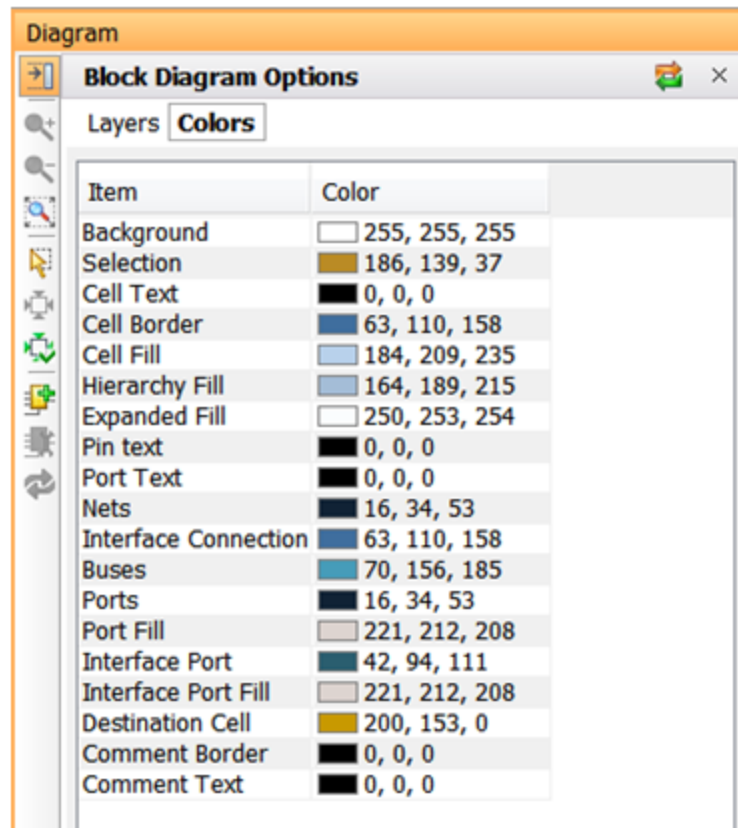 Diagram
Block Diagram Options
Layers Colors
Item Color
Background 255, 255, 255
Selection 186, 139, 37
Cell Text 0, 0, 0
Cell Border 63, 110, 158
Cell Fill 184, 209, 235
Hierarchy Fill 164, 189, 215
Expanded Fill 250, 253, 254
Pin text 0, 0, 0
Port Text 0, 0, 0
Nets 16, 34, 53
Interface Connection 63, 110, 158
Buses 70, 156, 185
Ports 16, 34, 53
Port Fill 221, 212, 208
Interface Port 42, 94, 111
Interface Port Fill 221, 212, 208
Destination Cell 200, 153, 0
Comment Border 0, 0, 0
Comment Text 0, 0, 0